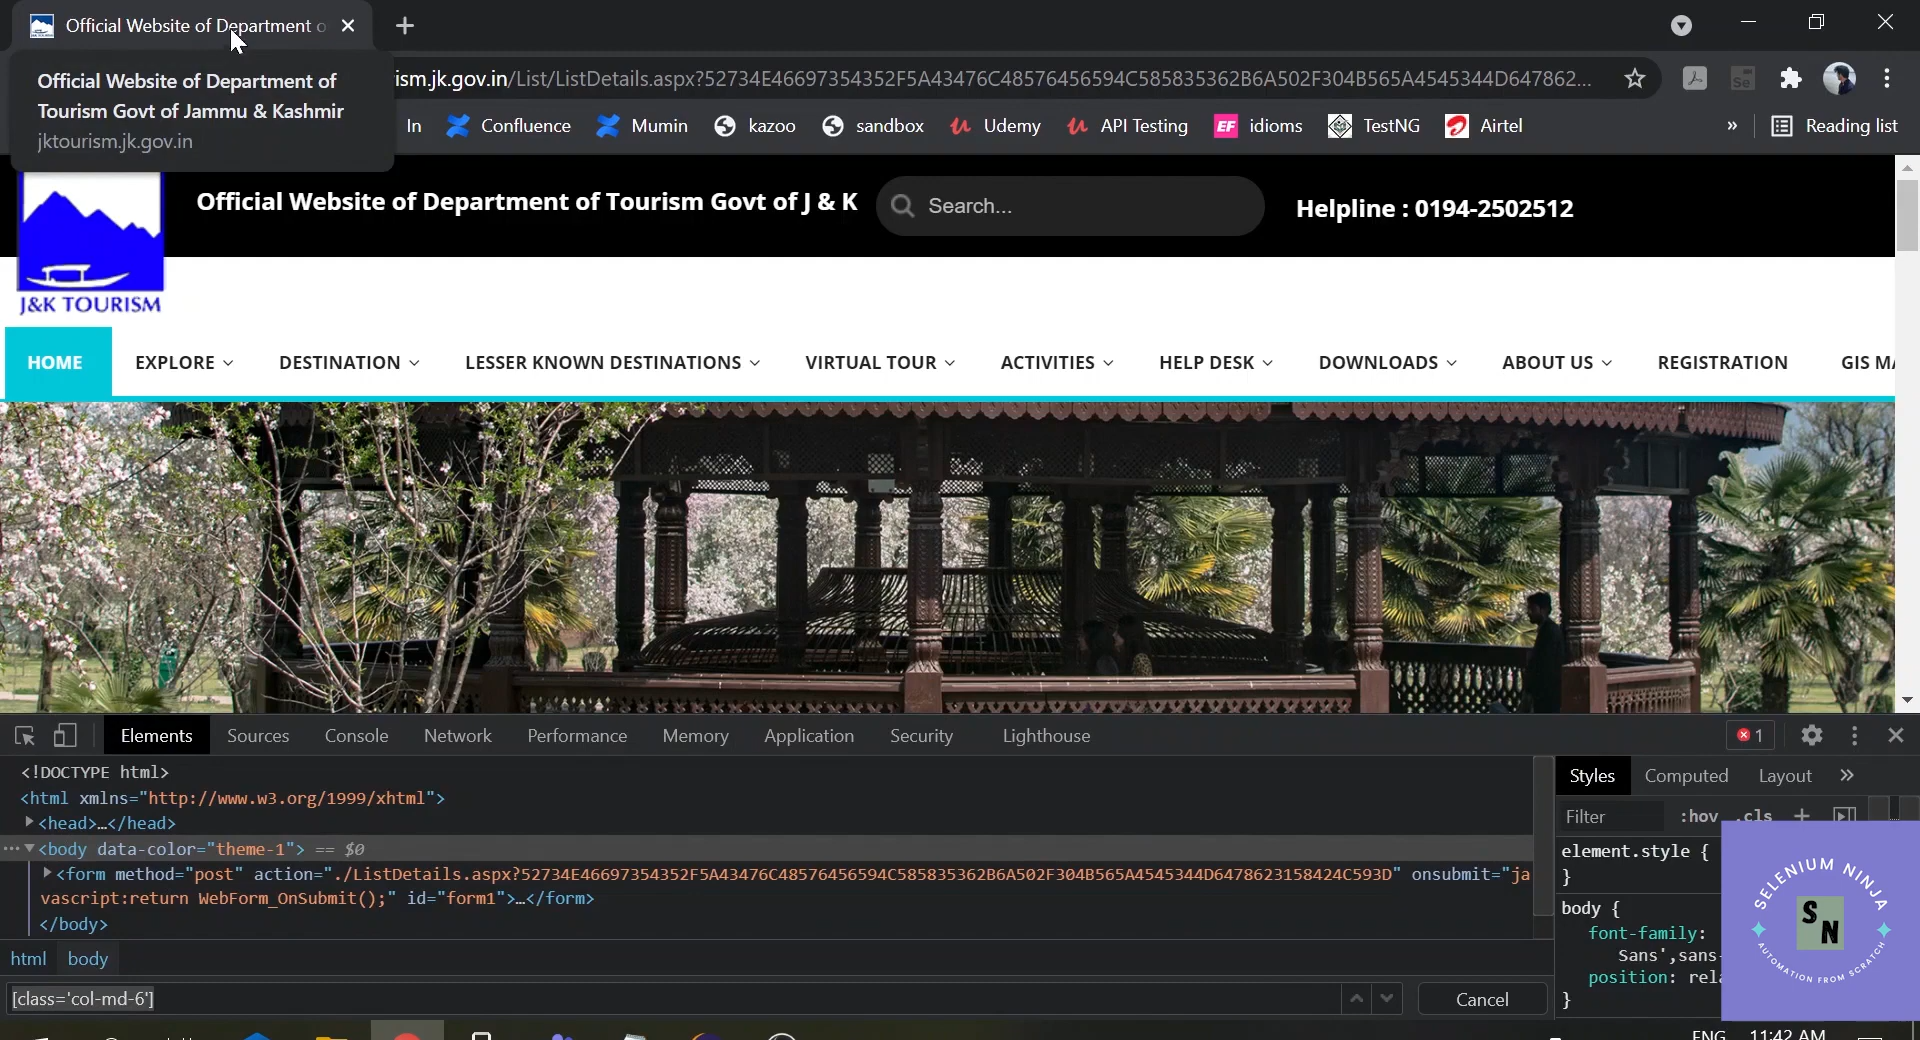 Official Website of Department o
Official Website of Department of
Tourism Govt of Jammu & Kashmir
jktourism.jk.gov.in
ism.jk.gov.in/List/ListDetails.aspx?52734E46697354352F5A43476C48576456594C585835362B6A502F304B565A4545344D647862...
In
Confluence
Mumin
kazoo
sandbox
Udemy
API Testing
EF idioms
TestNG
Airtel
»
Reading list
J&K TOURISM
Official Website of Department of Tourism Govt of J & K
Search...
Helpline : 0194-2502512
HOME
EXPLORE
DESTINATION
LESSER KNOWN DESTINATIONS
VIRTUAL TOUR
ACTIVITIES
HELP DESK
DOWNLOADS
ABOUT US
REGISTRATION
GIS
Elements
Sources
Console
Network
Performance
Memory
Application
Security
Lighthouse
1
<!DOCTYPE html>
<html xmlns="http://www.w3.org/1999/xhtml">
<head>…</head>
<body data-color="theme-1"> == $0
<form method="post" action="./ListDetails.aspx?52734E46697354352F5A43476C48576456594C585835362B6A502F304B565A4545344D6478623158424C593D" onsubmit="ja
vascript:return WebForm_OnSubmit();" id="form1">…</form>
</body>
html body
[class='col-md-6']
Cancel
Styles
Computed
Layout
»
Filter
:hov
.cls
element.style {
}
body {
font-family:
Sans',sans-
position: rela
}
SELENIUM NINJA
SN
AUTOMATION FROM SCRATCH
ENG
11:42 AM